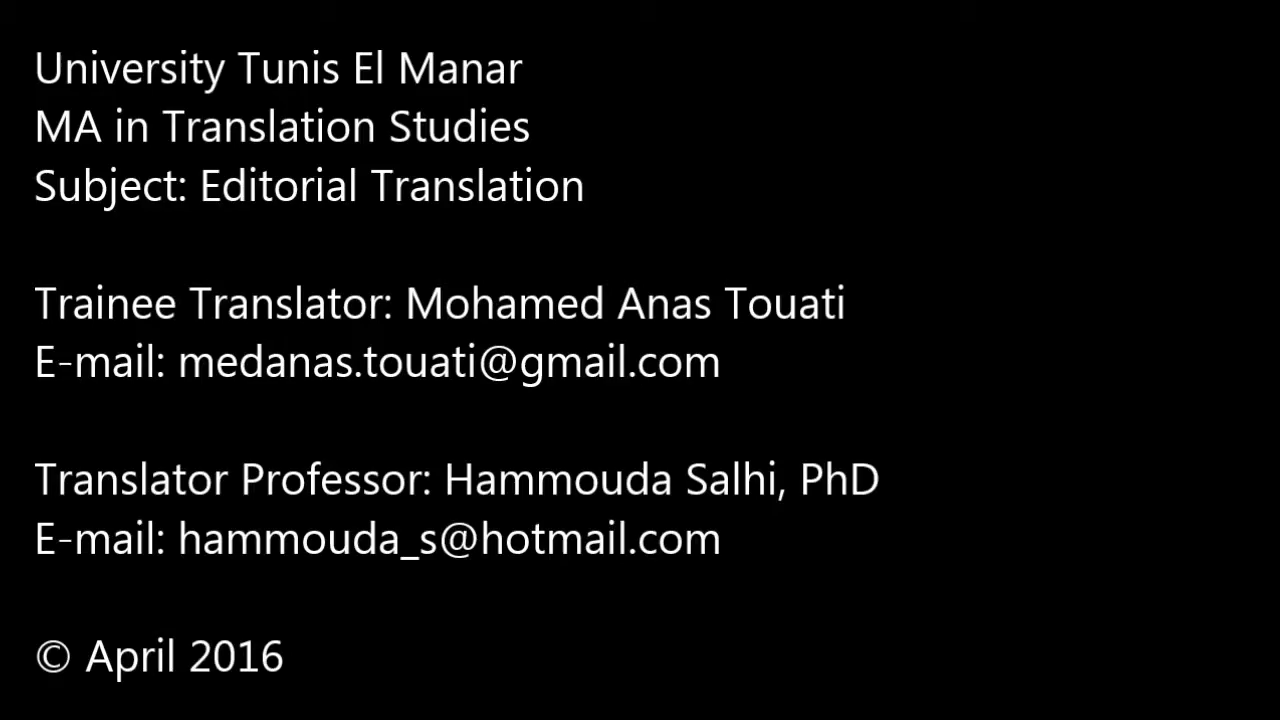 University Tunis El Manar
MA in Translation Studies
Subject: Editorial Translation
Trainee Translator: Mohamed Anas Touati
E-mail: medanas.touati@gmail.com
Translator Professor: Hammouda Salhi, PhD
E-mail: hammouda_s@hotmail.com
© April 2016